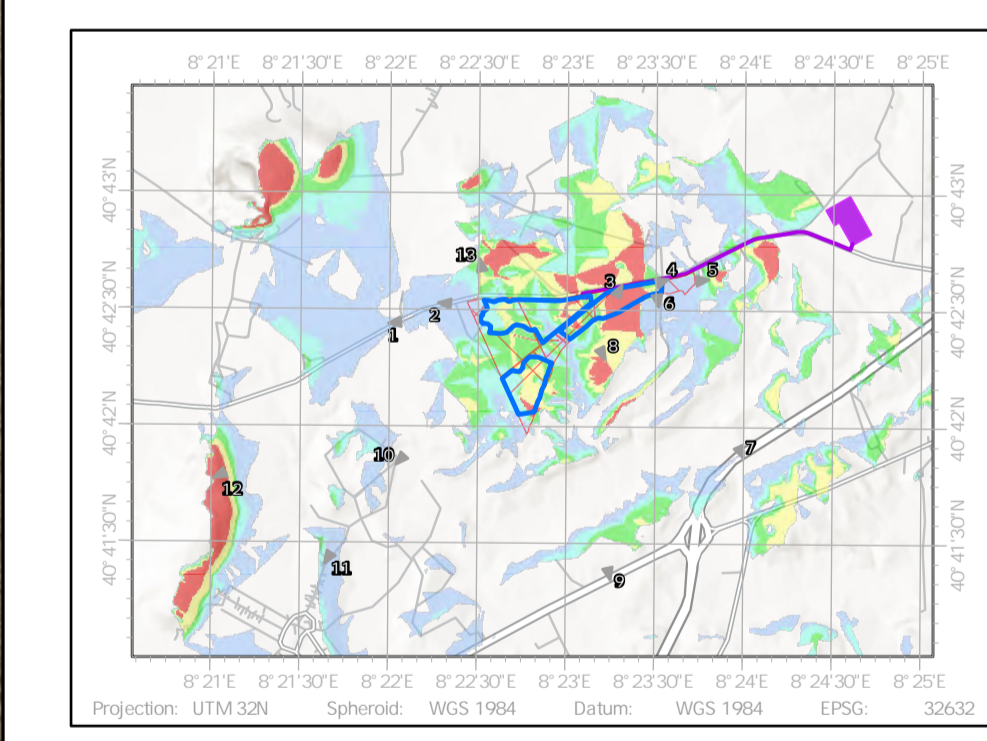 8° 21'E 8° 21'30"E 8° 22'E 8° 22'30"E 8° 23'E 8° 23'30"E 8° 24'E 8° 24'30"E 8° 25'E
40° 43'N 40° 43'N
13 3 4 5
40° 42'30"N 2 6 40° 42'30"N
1 8
40° 42'N 40° 42'N
10 7
12
40° 41'30"N 40° 41'30"N
11 9
8° 21'E 8° 21'30"E 8° 22'E 8° 22'30"E 8° 23'E 8° 23'30"E 8° 24'E 8° 24'30"E 8° 25'E
Projection: UTM 32N Spheroid: WGS 1984 Datum: WGS 1984 EPSG: 32632